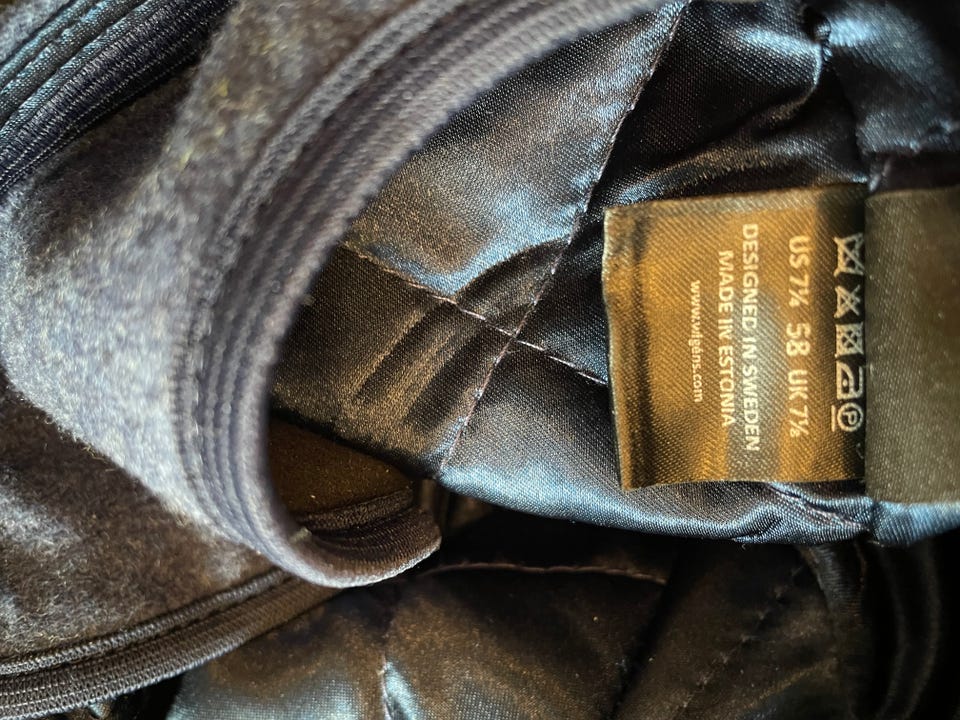 P
US 7¼ 58 UK 7⅛
DESIGNED IN SWEDEN
MADE IN ESTONIA
www.wigens.com